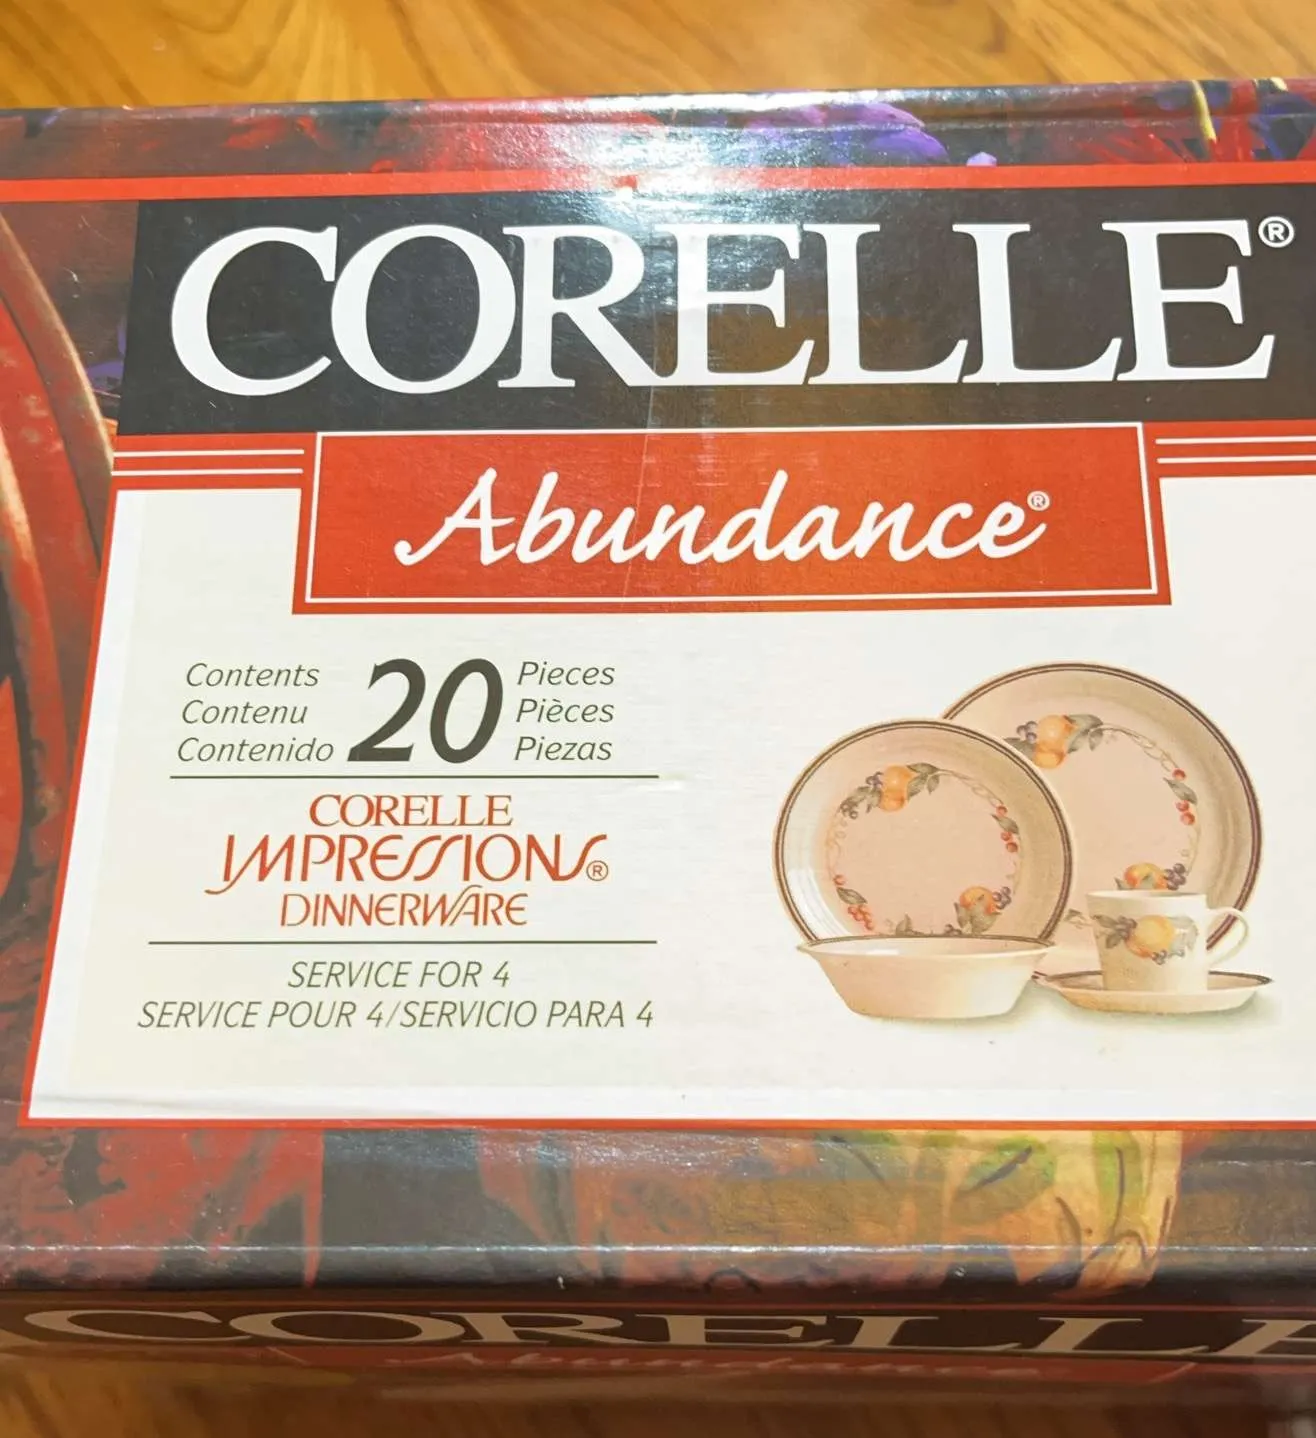 CORELLE®
Abundance®
Contents 20 Pieces
Contenu Pièces
Contenido Piezas
CORELLE
IMPRESSIONS®
DINNERWARE
SERVICE FOR 4
SERVICE POUR 4/SERVICIO PARA 4
CORELLE
Abundance